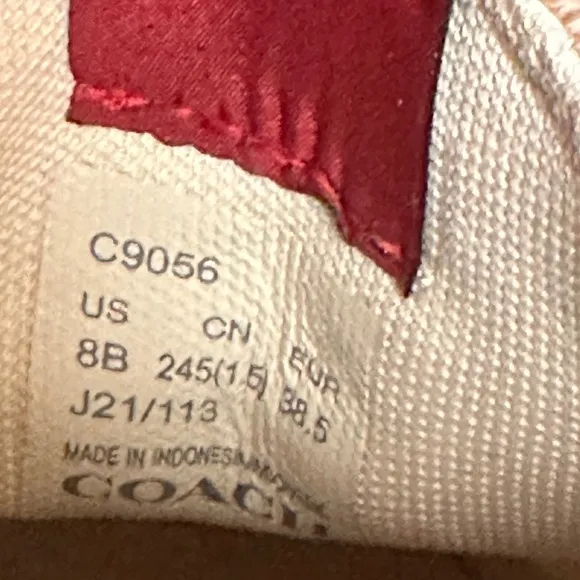 C9056
US CN EUR
8B 245(1.5) 38.5
J21/113
MADE IN INDONESIA
COACH